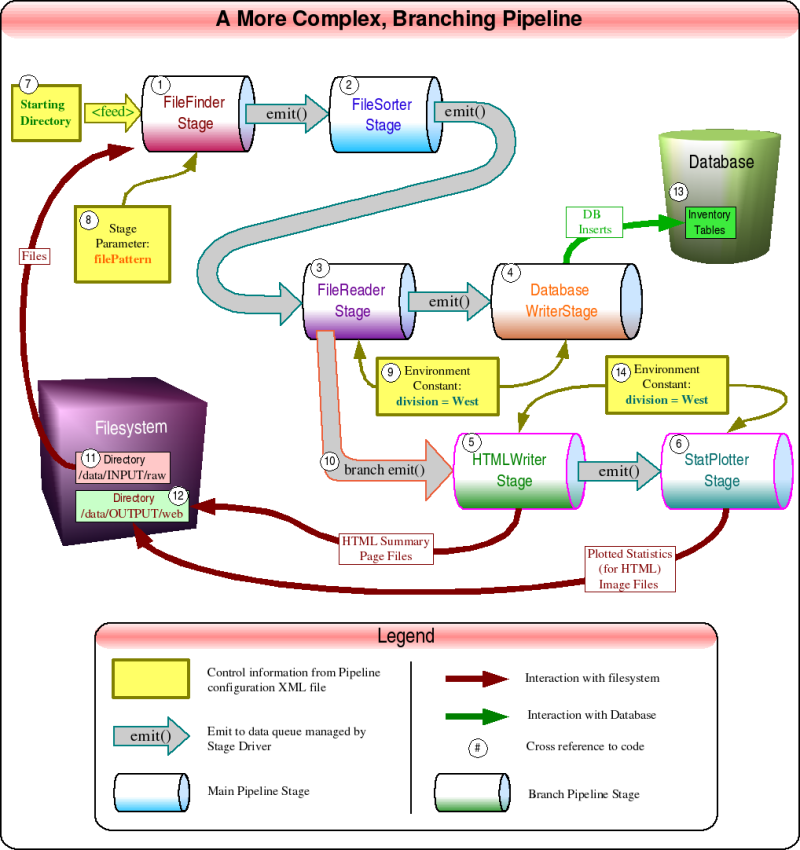 A More Complex, Branching Pipeline
7
Starting
Directory
<feed>
1
FileFinder
Stage
emit()
2
FileSorter
Stage
emit()
Database
13
Inventory
Tables
DB
Inserts
8
Stage
Parameter:
filePattern
Files
3
FileReader
Stage
emit()
4
Database
WriterStage
9
Environment
Constant:
division = West
14
Environment
Constant:
division = West
Filesystem
11
Directory
/data/INPUT/raw
12
Directory
/data/OUTPUT/web
10
branch emit()
5
HTMLWriter
Stage
emit()
6
StatPlotter
Stage
HTML Summary
Page Files
Plotted Statistics
(for HTML)
Image Files
Legend
Control information from Pipeline
configuration XML file
emit()
Emit to data queue managed by
Stage Driver
Main Pipeline Stage
Interaction with filesystem
Interaction with Database
#
Cross reference to code
Branch Pipeline Stage